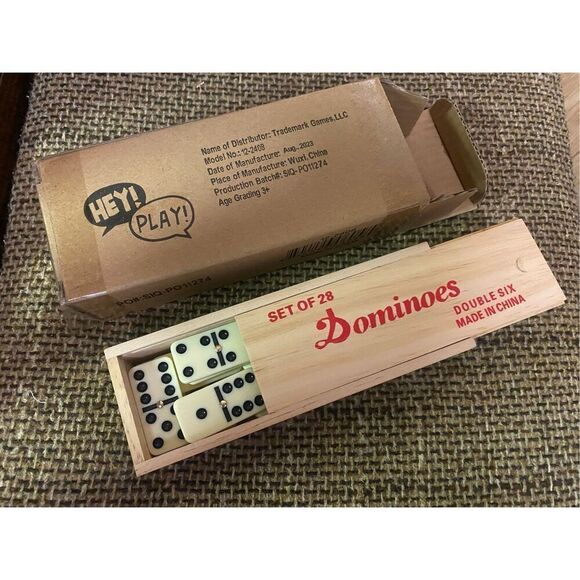 Name of Distributor: Trademark Games,LLC
Model No.: 12-2409
Date of Manufacture: Aug.,2023
Place of Manufacture: Wuxi, China
Production Batch#: SIQ- PO11274
Age Grading 3+
HEY!
PLAY!
PO#:SIQ-PO11274
SET OF 28
Dominoes
DOUBLE SIX
MADE IN CHINA